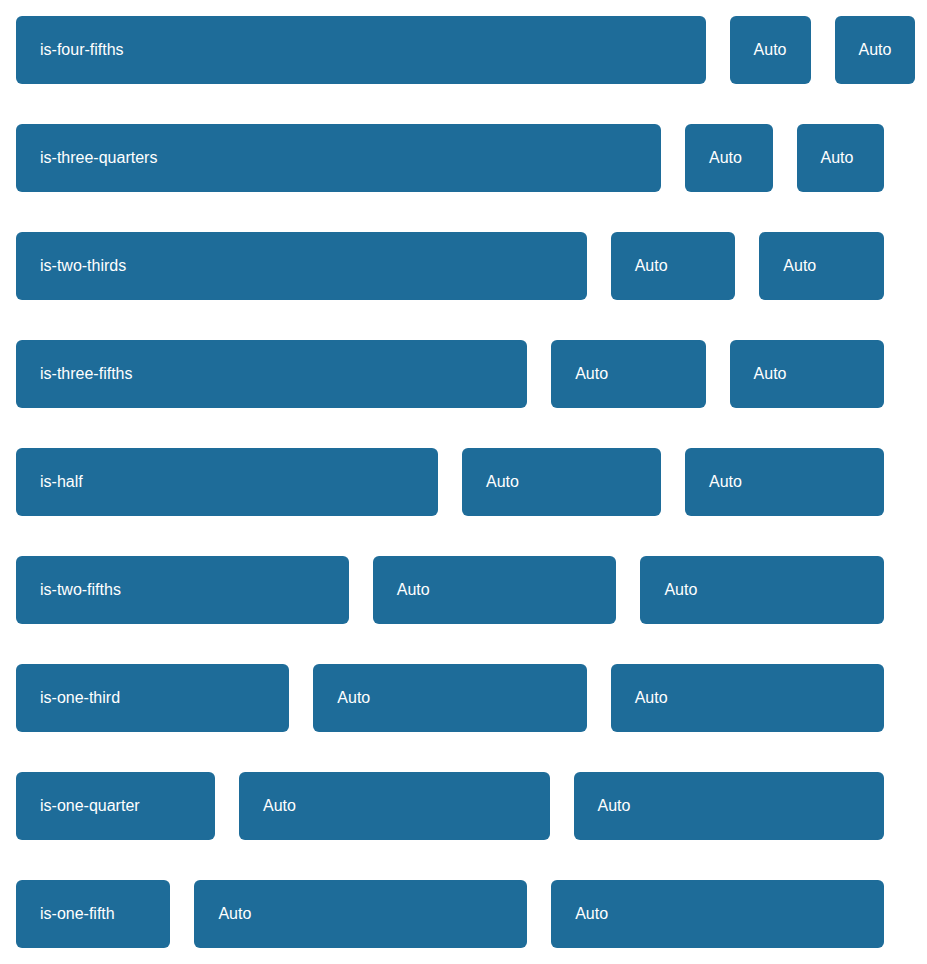 is-four-fifths Auto Auto
is-three-quarters Auto Auto
is-two-thirds Auto Auto
is-three-fifths Auto Auto
is-half Auto Auto
is-two-fifths Auto Auto
is-one-third Auto Auto
is-one-quarter Auto Auto
is-one-fifth Auto Auto